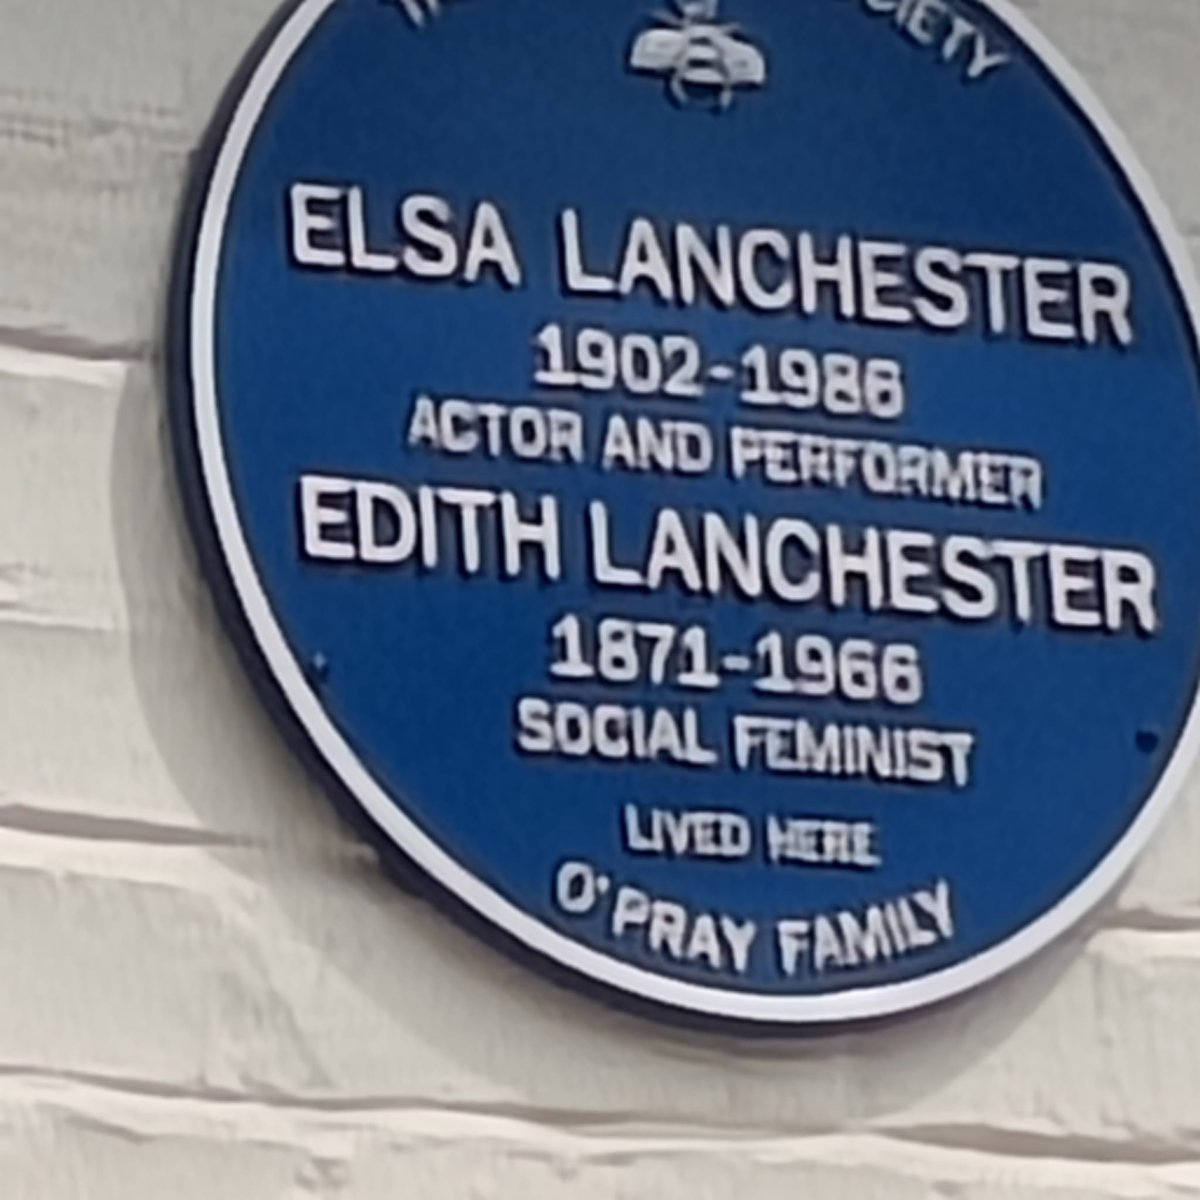 ELSA LANCHESTER
1902-1986
ACTOR AND PERFORMER
EDITH LANCHESTER
1871-1966
SOCIAL FEMINIST
LIVED HERE
O'PRAY FAMILY